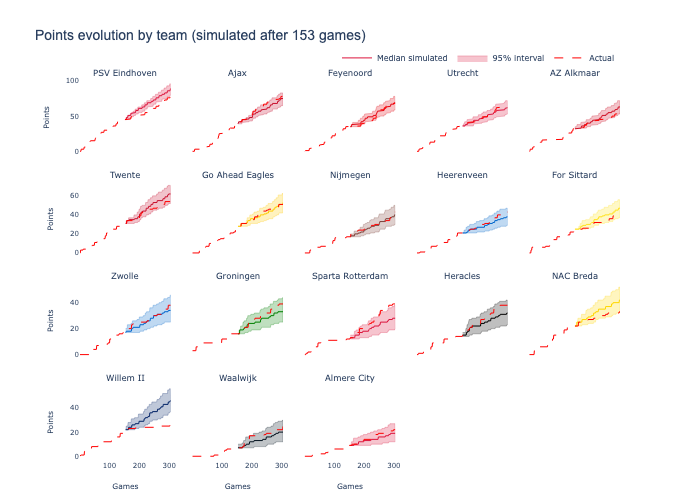 Points evolution by team (simulated after 153 games)
Median simulated 95% interval Actual
PSV Eindhoven Ajax Feyenoord Utrecht AZ Alkmaar
100
50
0
Points
Twente Go Ahead Eagles Nijmegen Heerenveen For Sittard
60
40
20
0
Points
Zwolle Groningen Sparta Rotterdam Heracles NAC Breda
40
20
0
Points
Willem II Waalwijk Almere City
40
20
0
Points
100 200 300 100 200 300 100 200 300
Games Games Games